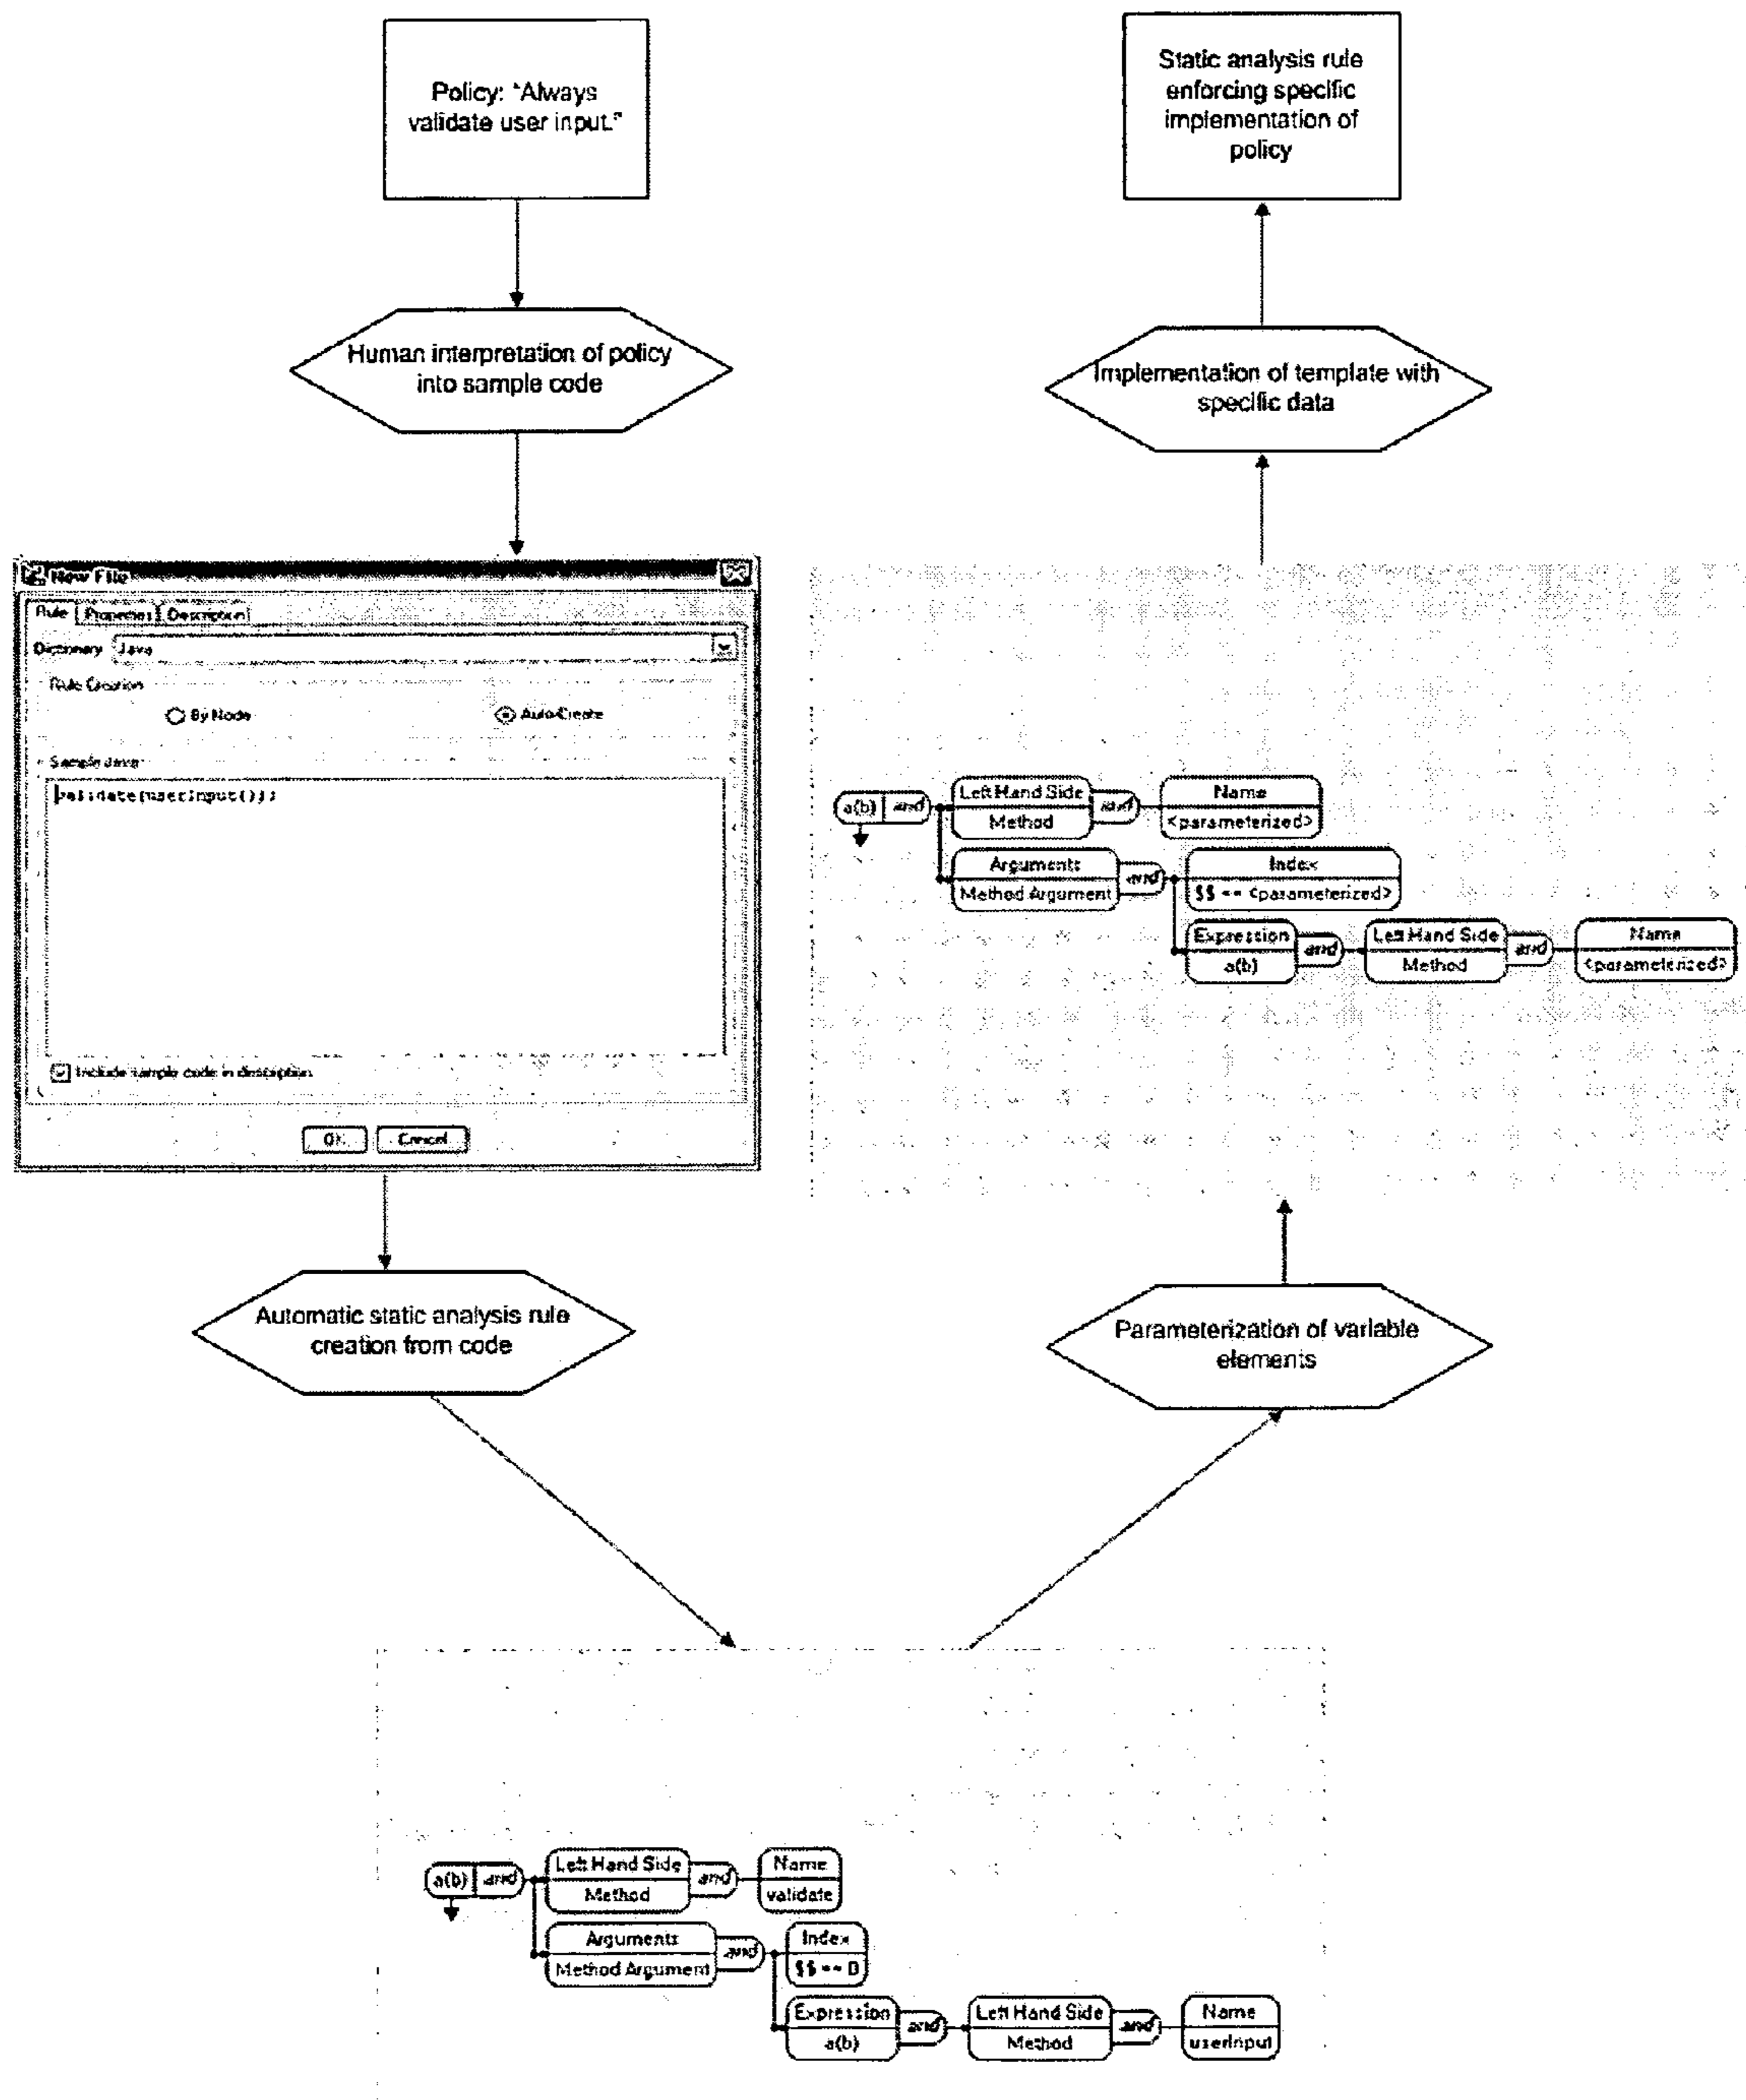 Policy: "Always
validate user input."
Human interpretation of policy
into sample code
New File
Rule Properties Description
Dictionary Java
Rule Creation
By Node
Auto-Create
Sample Java
validate(userInput());
Include sample code in description
OK
Cancel
Automatic static analysis rule
creation from code
a(b) and
Left Hand Side
Method
and
Name
validate
Arguments
Method Argument
and
Index
$$ == 0
Expression
a(b)
and
Left Hand Side
Method
and
Name
userInput
Parameterization of variable
elements
a(b) and
Left Hand Side
Method
and
Name
<parameterized>
Arguments
Method Argument
and
Index
$$ == <parameterized>
Expression
a(b)
and
Left Hand Side
Method
and
Name
<parameterized>
Implementation of template with
specific data
Static analysis rule
enforcing specific
implementation of
policy